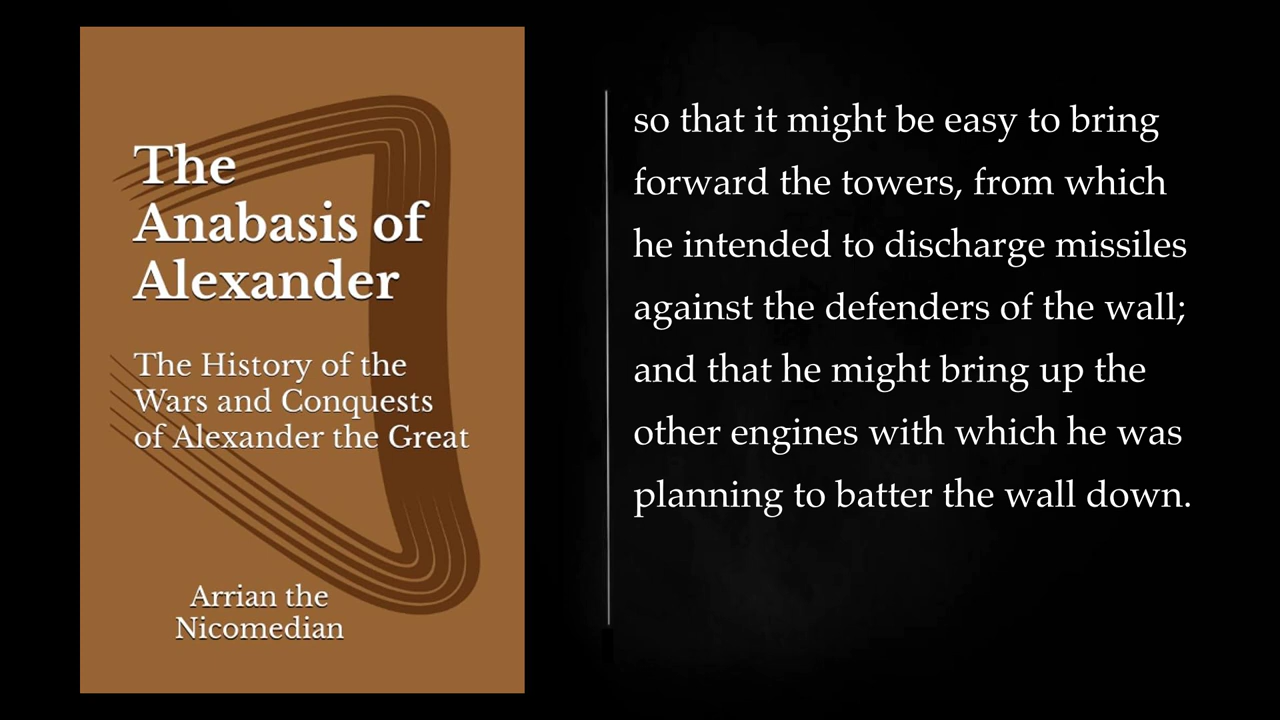 The
Anabasis of
Alexander
The History of the
Wars and Conquests
of Alexander the Great
Arrian the
Nicomedian
so that it might be easy to bring
forward the towers, from which
he intended to discharge missiles
against the defenders of the wall;
and that he might bring up the
other engines with which he was
planning to batter the wall down.